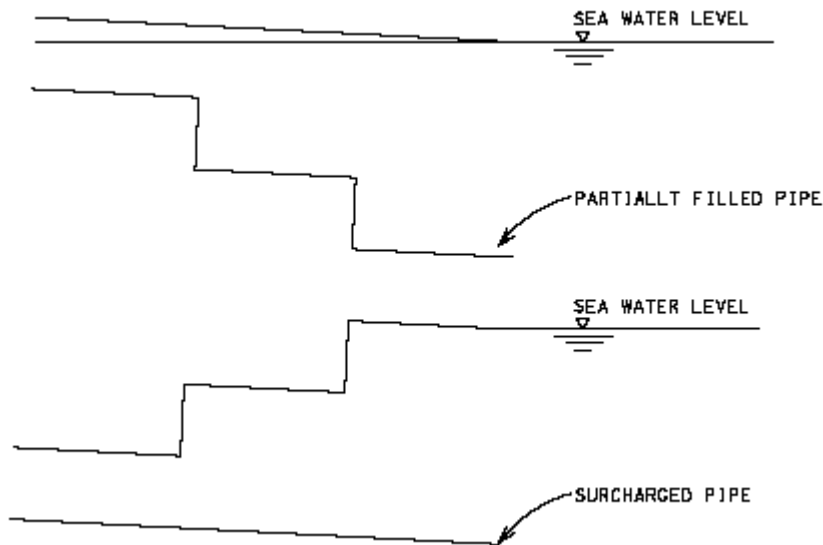 SEA WATER LEVEL
PARTIALLT FILLED PIPE
SEA WATER LEVEL
SURCHARGED PIPE